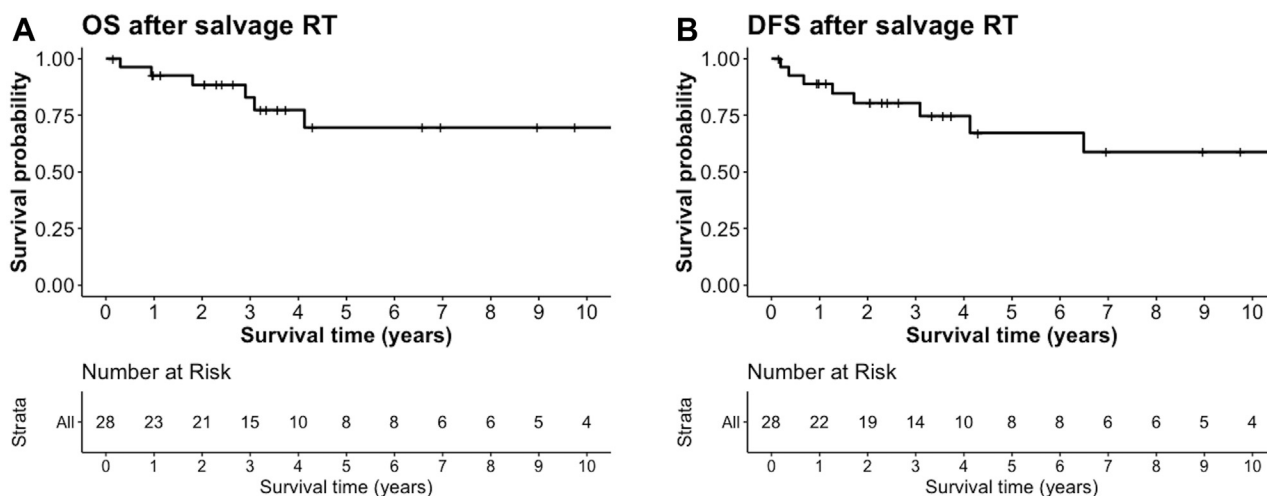 A
OS after salvage RT
Survival probability
1.00
0.75
0.50
0.25
0.00
0 1 2 3 4 5 6 7 8 9 10
Survival time (years)
Number at Risk
Strata
All 28 23 21 15 10 8 8 6 6 5 4
0 1 2 3 4 5 6 7 8 9 10
Survival time (years)
B
DFS after salvage RT
Survival probability
1.00
0.75
0.50
0.25
0.00
0 1 2 3 4 5 6 7 8 9 10
Survival time (years)
Number at Risk
Strata
All 28 22 19 14 10 8 8 6 6 5 4
0 1 2 3 4 5 6 7 8 9 10
Survival time (years)